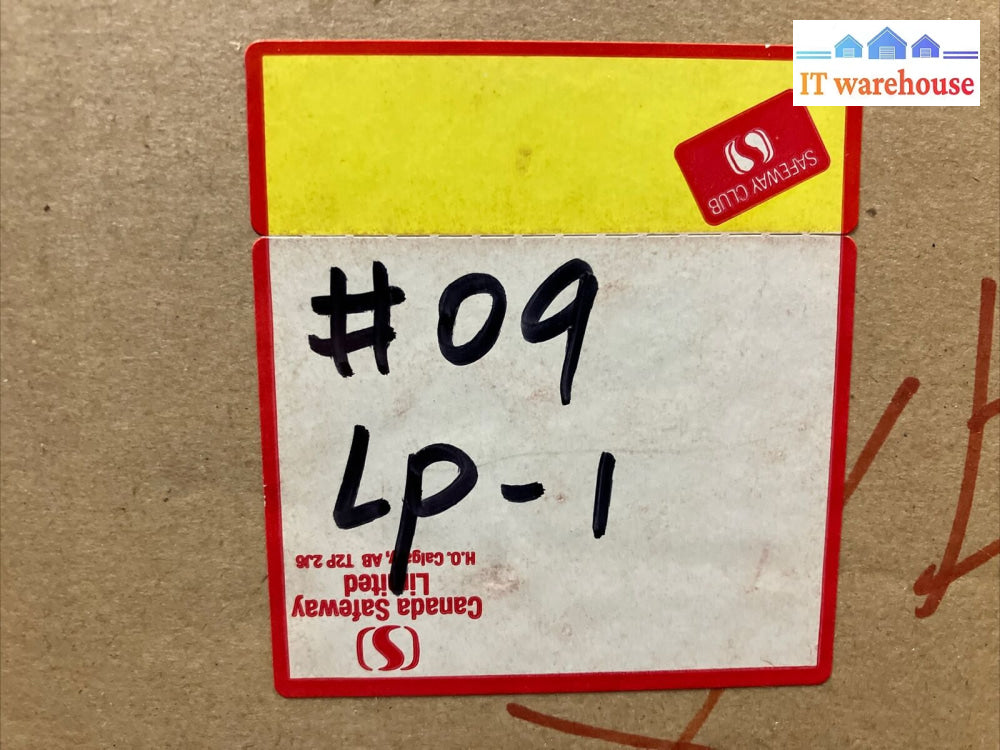 IT warehouse
SAFEWAY CLUB
#09
LP-1
Canada Safeway
Limited
H.O. Calgary, AB T2P 2J6